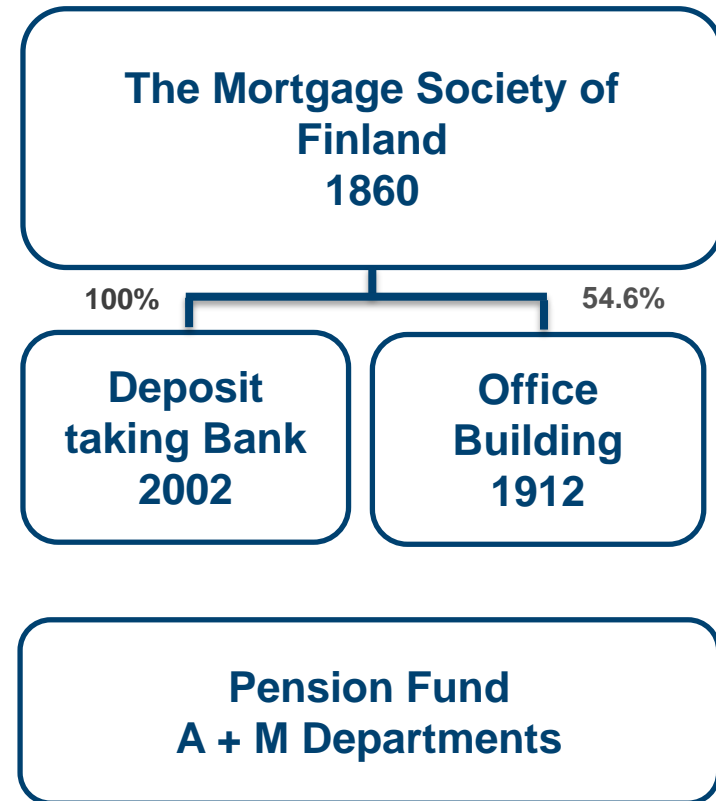 The Mortgage Society of
Finland
1860
100%
54.6%
Deposit
taking Bank
2002
Office
Building
1912
Pension Fund
A + M Departments